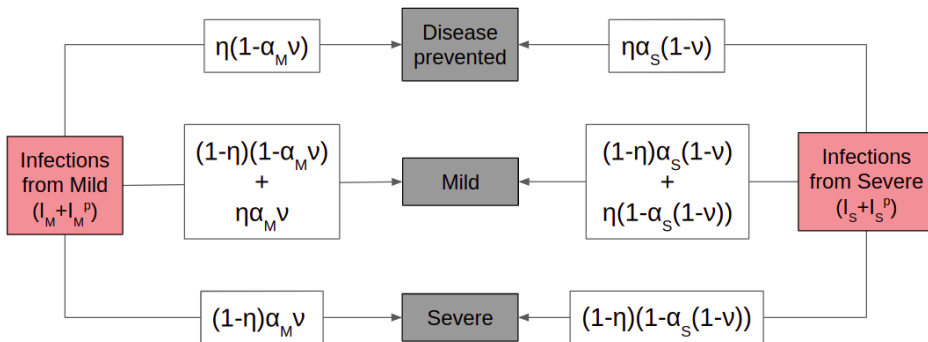 η(1-α_Mν)
Disease
prevented
ηα_S(1-ν)
Infections
from Mild
(I_M+I_M^p)
(1-η)(1-α_Mν)
+
ηα_Mν
Mild
(1-η)α_S(1-ν)
+
η(1-α_S(1-ν))
Infections
from Severe
(I_S+I_S^p)
(1-η)α_Mν
Severe
(1-η)(1-α_S(1-ν))